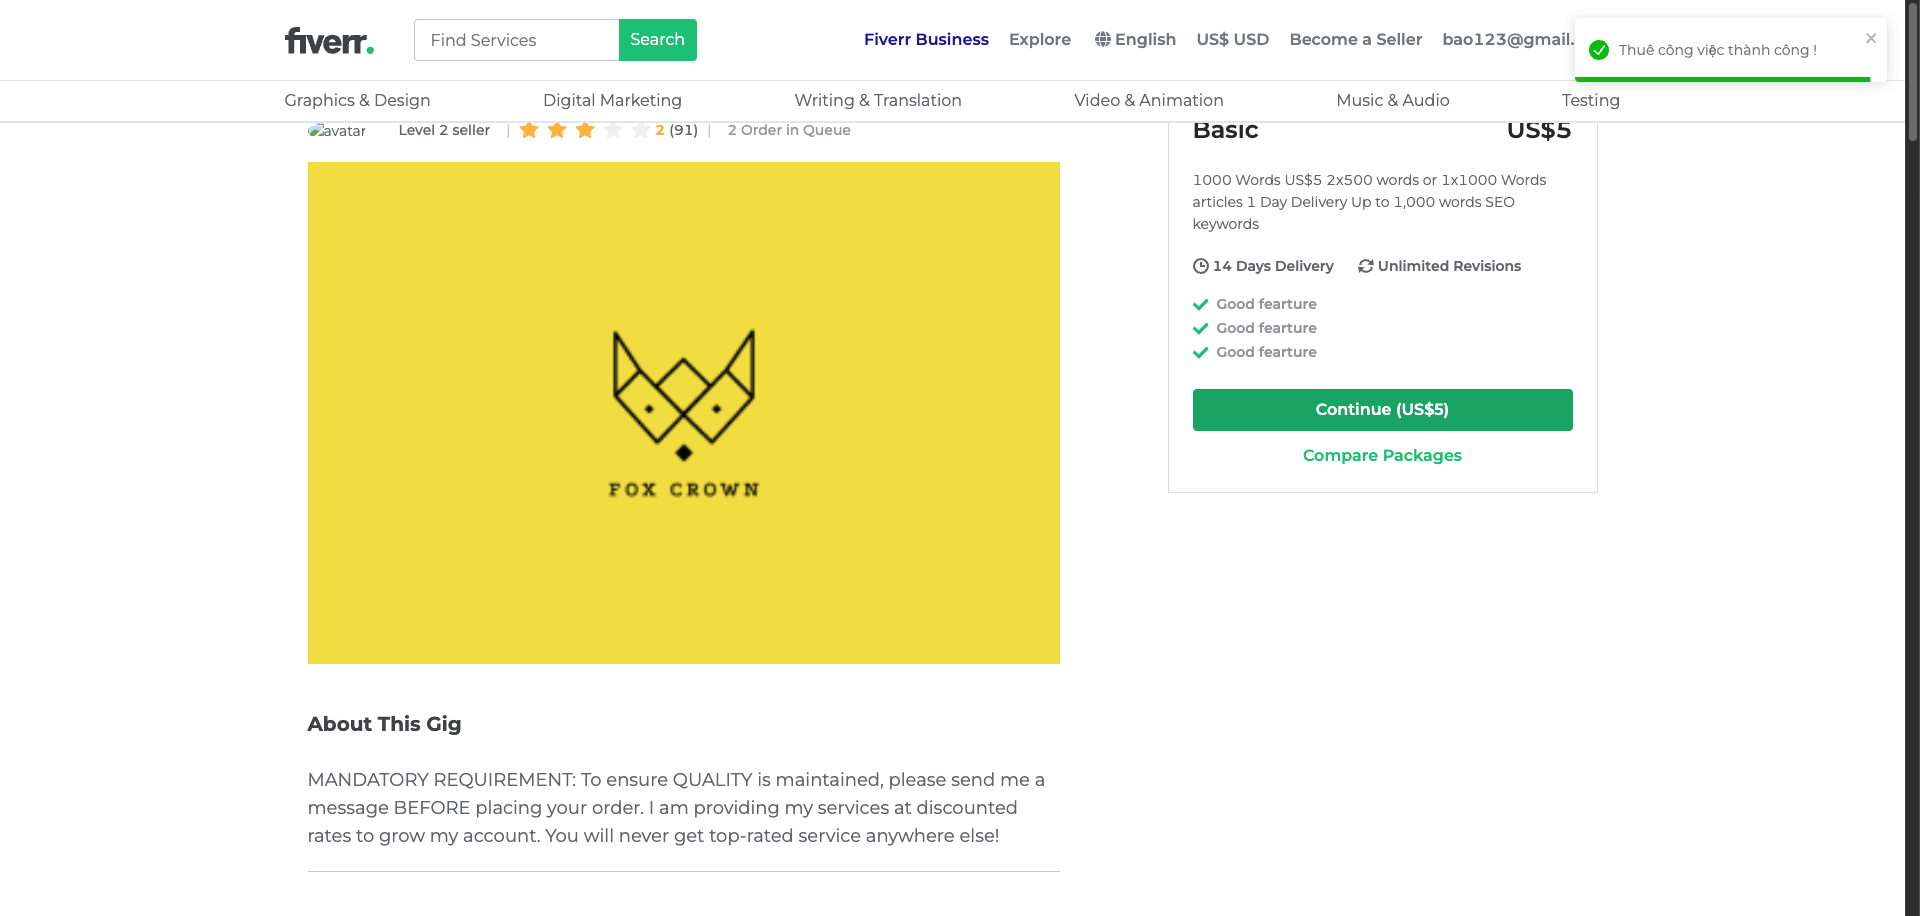 fiverr.
Find Services
Search
Fiverr Business
Explore
English
US$ USD
Become a Seller
bao123@gmail.
Thuê công việc thành công !
Graphics & Design
Digital Marketing
Writing & Translation
Video & Animation
Music & Audio
Testing
avatar
Level 2 seller
2 (91)
2 Order in Queue
FOX CROWN
About This Gig
MANDATORY REQUIREMENT: To ensure QUALITY is maintained, please send me a
message BEFORE placing your order. I am providing my services at discounted
rates to grow my account. You will never get top-rated service anywhere else!
Basic
US$5
1000 Words US$5 2x500 words or 1x1000 Words
articles 1 Day Delivery Up to 1,000 words SEO
keywords
14 Days Delivery
Unlimited Revisions
Good fearture
Good fearture
Good fearture
Continue (US$5)
Compare Packages